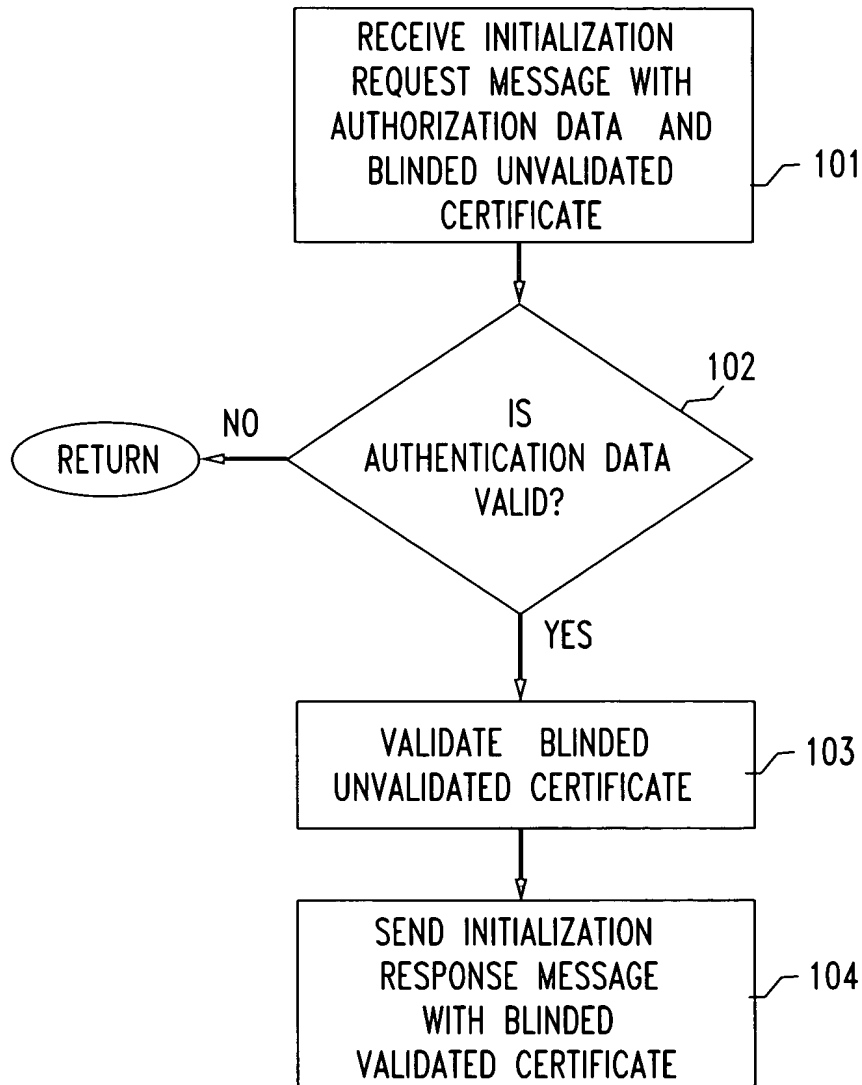 RECEIVE INITIALIZATION
REQUEST MESSAGE WITH
AUTHORIZATION DATA AND
BLINDED UNVALIDATED
CERTIFICATE
101
102
IS
AUTHENTICATION DATA
VALID?
NO
RETURN
YES
VALIDATE BLINDED
UNVALIDATED CERTIFICATE
103
SEND INITIALIZATION
RESPONSE MESSAGE
WITH BLINDED
VALIDATED CERTIFICATE
104